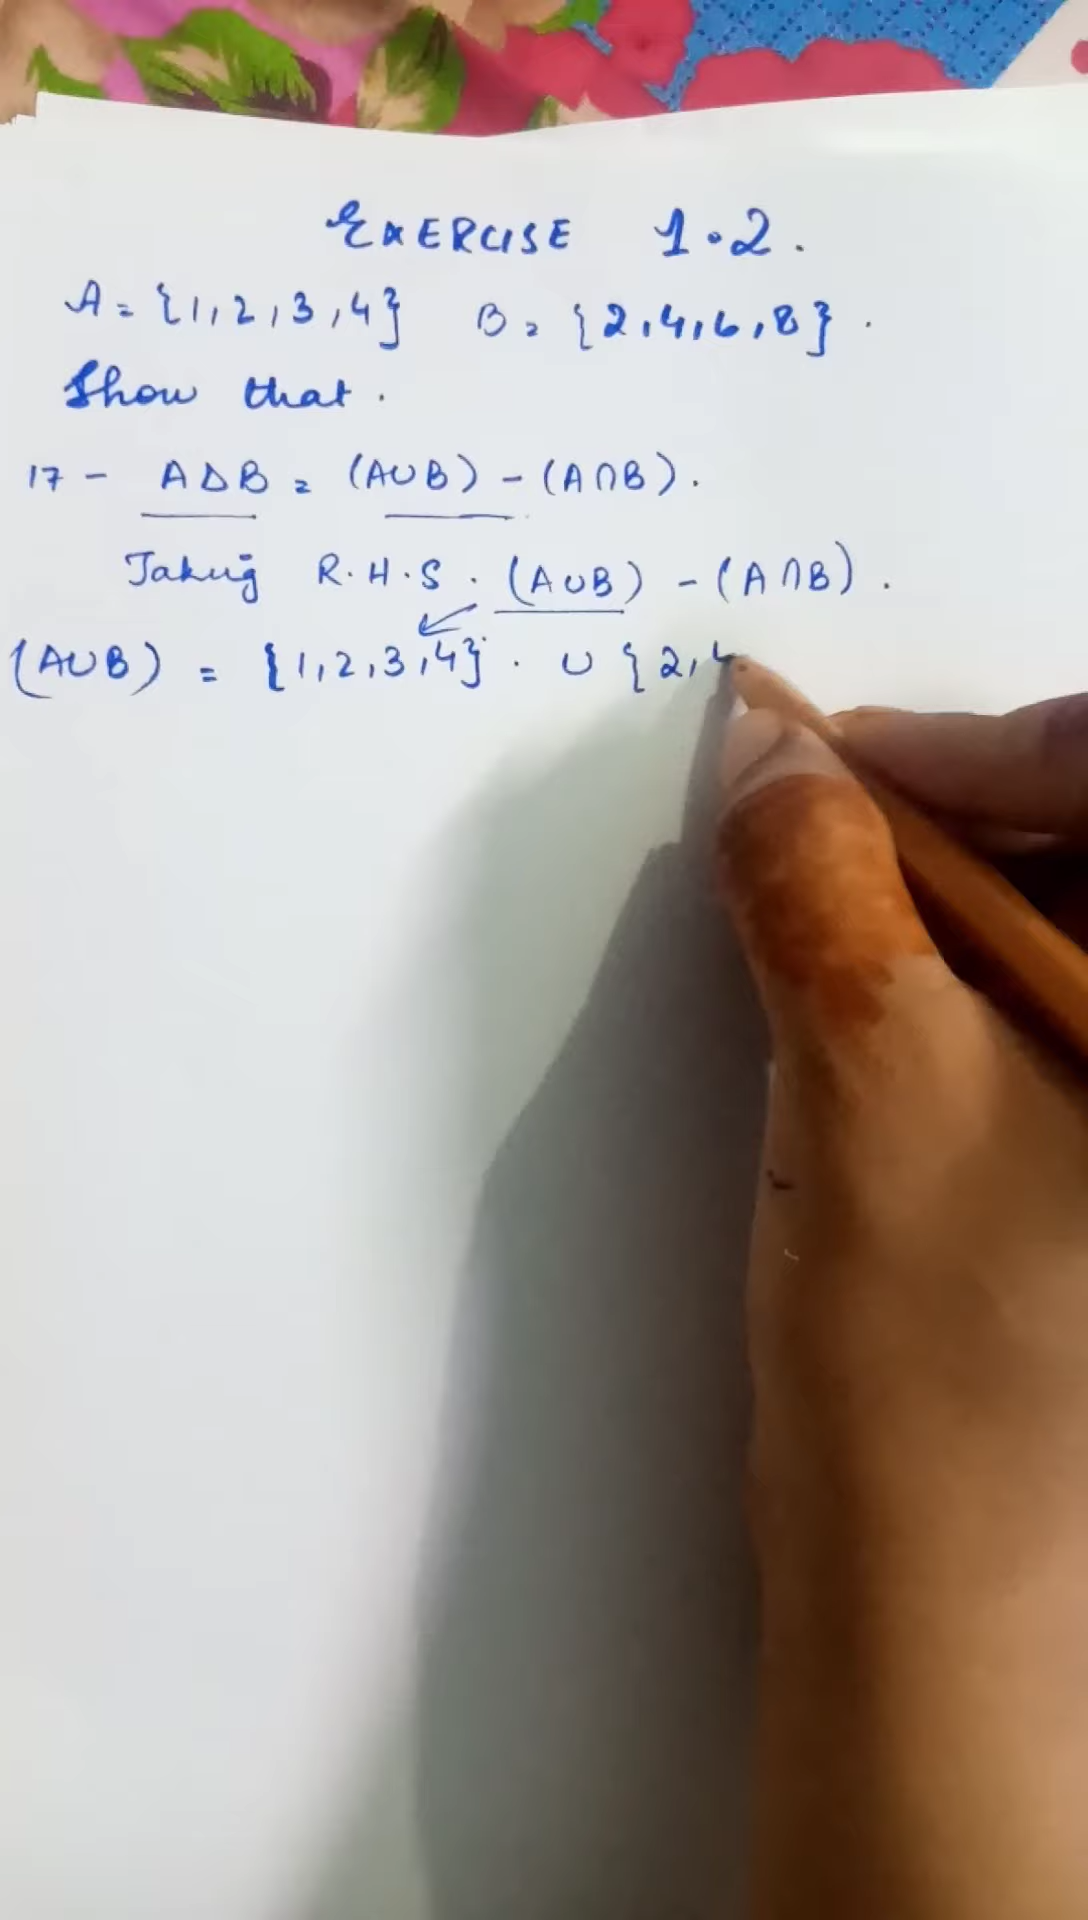 EXERCISE 1.2.
A = {1,2,3,4} B = {2,4,6,8}.
Show that.
17 - A Δ B = (A∪B) - (A∩B).
Taking R.H.S. (A∪B) - (A∩B).
(A∪B) = {1,2,3,4}. ∪ {2,4